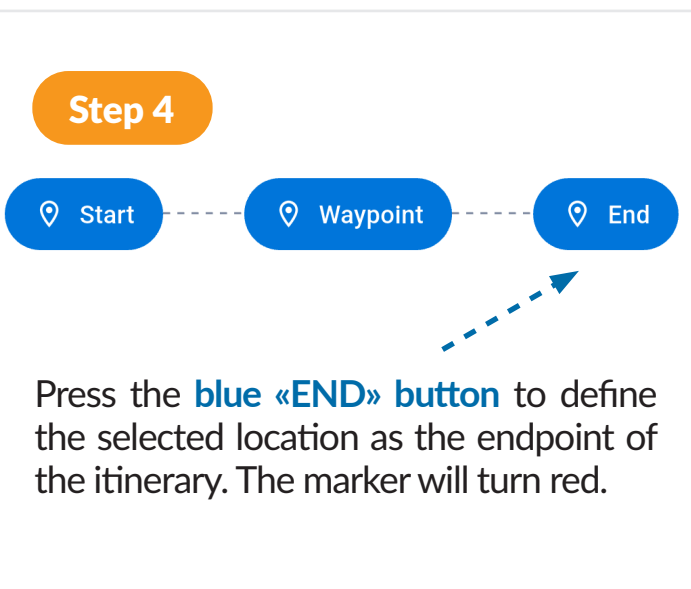 Step 4
Start Waypoint End
Press the blue «END» button to define
the selected location as the endpoint of
the itinerary. The marker will turn red.